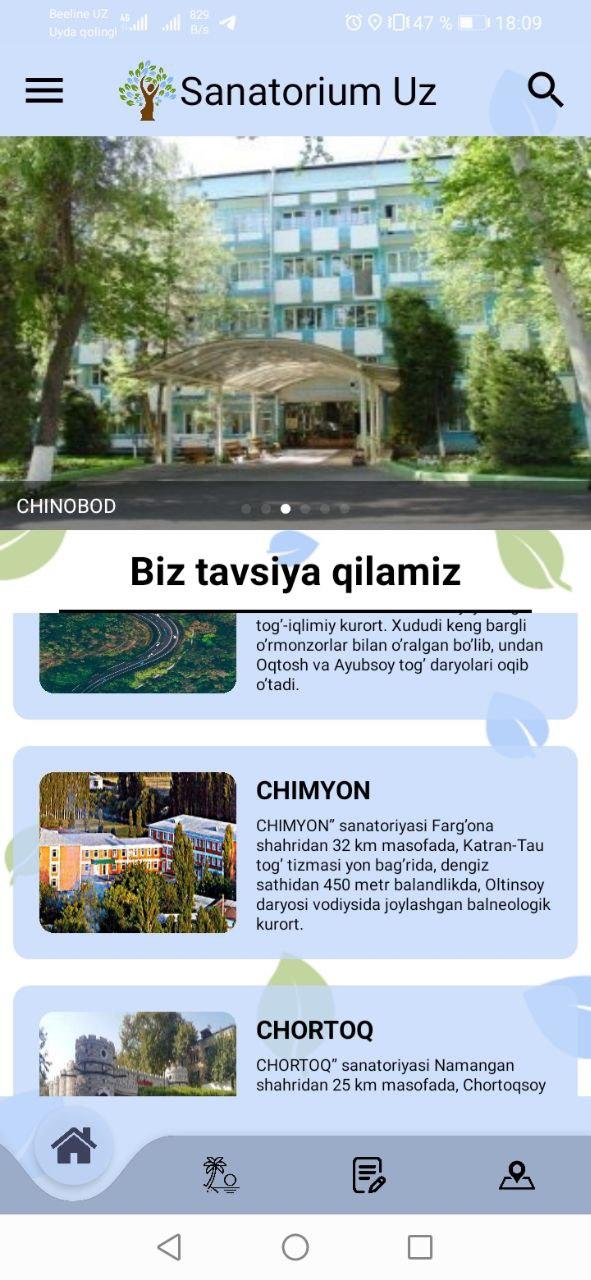 Beeline UZ
Uyda qoling!
4G
829
B/s
47 %
18:09
Sanatorium Uz
CHINOBOD
Biz tavsiya qilamiz
tog’-iqlimiy kurort. Xududi keng bargli
o’rmonzorlar bilan o’ralgan bo’lib, undan
Oqtosh va Ayubsoy tog’ daryolari oqib
o’tadi.
CHIMYON
CHIMYON” sanatoriyasi Farg’ona
shahridan 32 km masofada, Katran-Tau
tog’ tizmasi yon bag’rida, dengiz
sathidan 450 metr balandlikda, Oltinsoy
daryosi vodiysida joylashgan balneologik
kurort.
CHORTOQ
CHORTOQ” sanatoriyasi Namangan
shahridan 25 km masofada, Chortoqsoy